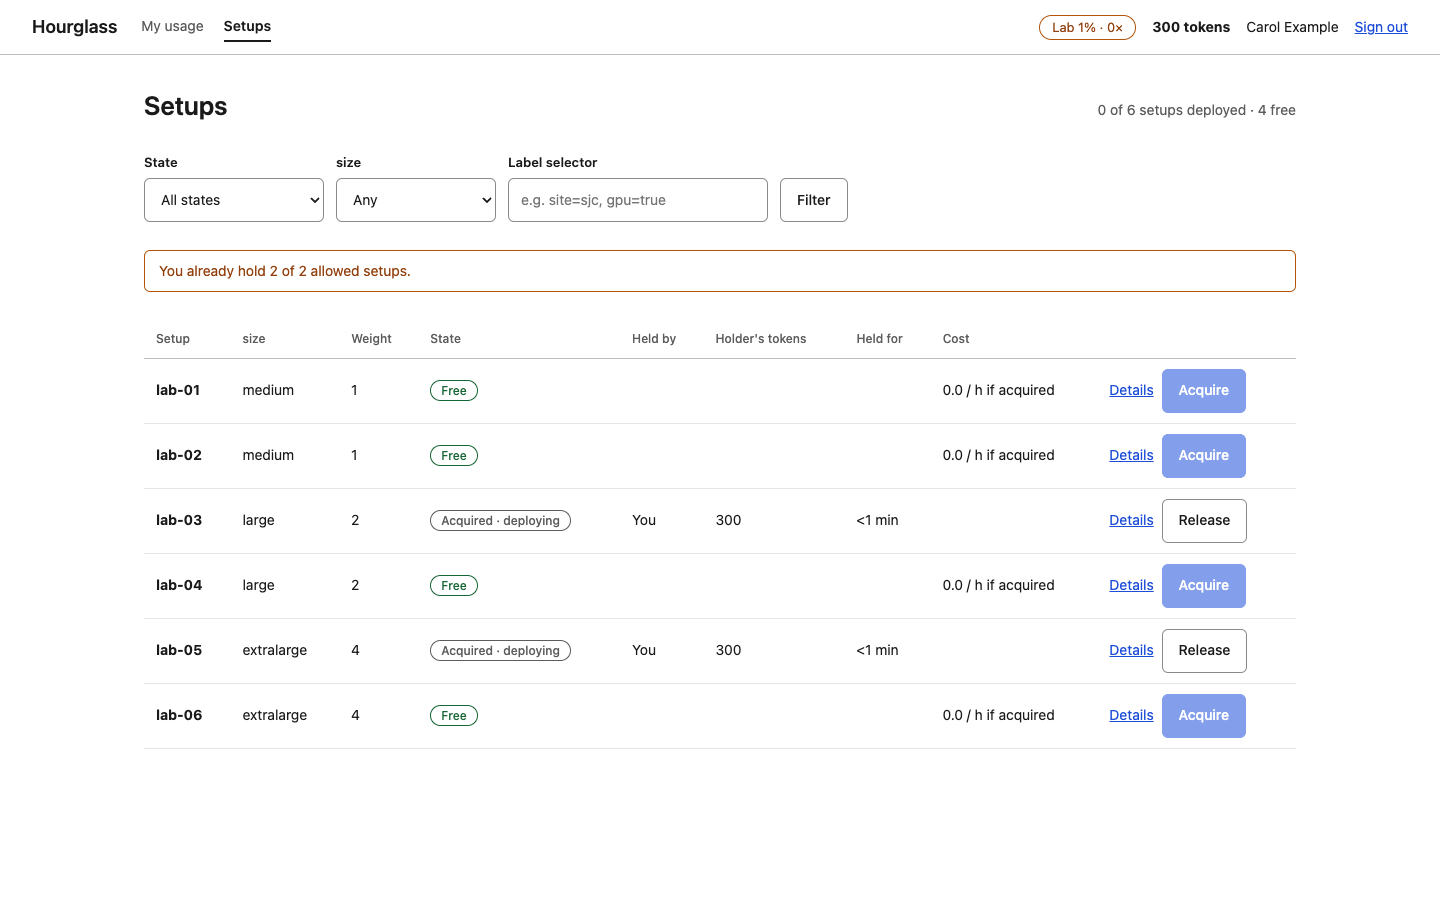 Hourglass My usage Setups Lab 1% · 0× 300 tokens Carol Example Sign out
Setups 0 of 6 setups deployed · 4 free
State size Label selector
All states Any e.g. site=sjc, gpu=true Filter
You already hold 2 of 2 allowed setups.
Setup size Weight State Held by Holder's tokens Held for Cost
lab-01 medium 1 Free 0.0 / h if acquired Details Acquire
lab-02 medium 1 Free 0.0 / h if acquired Details Acquire
lab-03 large 2 Acquired · deploying You 300 <1 min Details Release
lab-04 large 2 Free 0.0 / h if acquired Details Acquire
lab-05 extralarge 4 Acquired · deploying You 300 <1 min Details Release
lab-06 extralarge 4 Free 0.0 / h if acquired Details Acquire